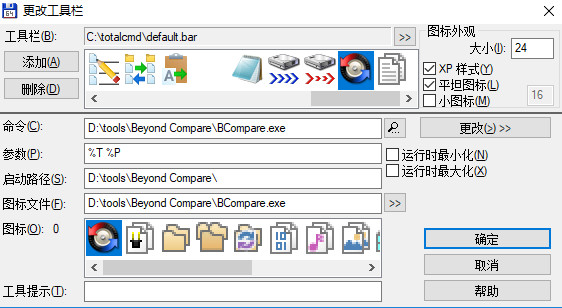 更改工具栏
工具栏(B):
C:\totalcmd\default.bar
>>
添加(A)
删除(D)
图标外观
大小(I):
24
XP 样式(Y)
平坦图标(L)
小图标(M)
16
命令(C):
D:\tools\Beyond Compare\BCompare.exe
更改(>) >>
参数(P):
%T %P
运行时最小化(N)
启动路径(S):
D:\tools\Beyond Compare\
运行时最大化(X)
图标文件(F):
D:\tools\Beyond Compare\BCompare.exe
>>
图标(O): 0
确定
取消
工具提示(T):
帮助